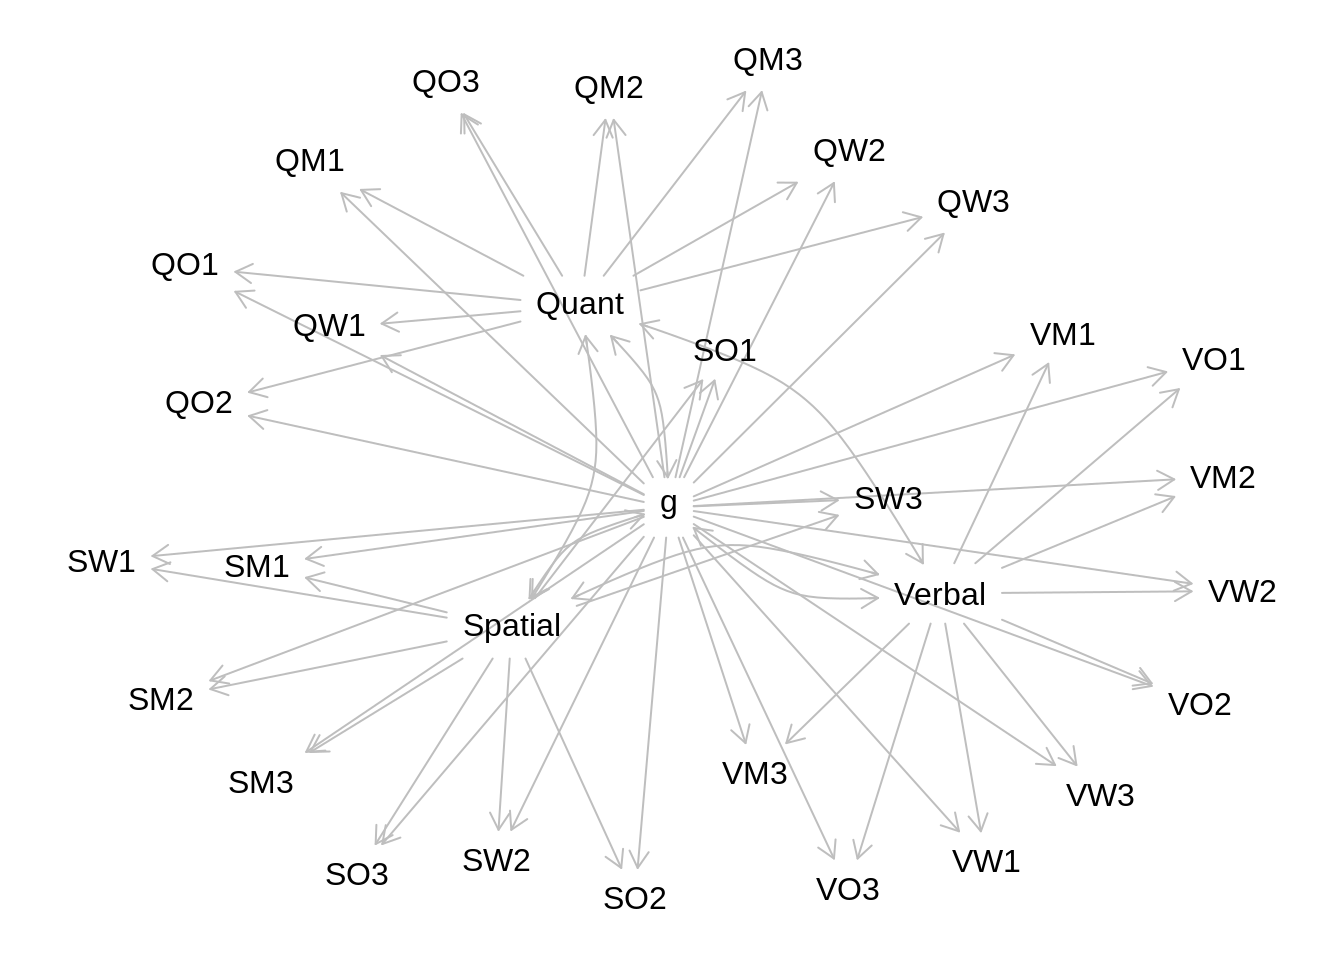 QM3
QO3
QM2
QW2
QM1
QW3
QO1
Quant
QW1
VM1
SO1
VO1
QO2
VM2
SW3
g
SW1
SM1
VW2
Verbal
Spatial
SM2
VO2
VM3
SM3
VW3
SW2
VW1
SO3
VO3
SO2